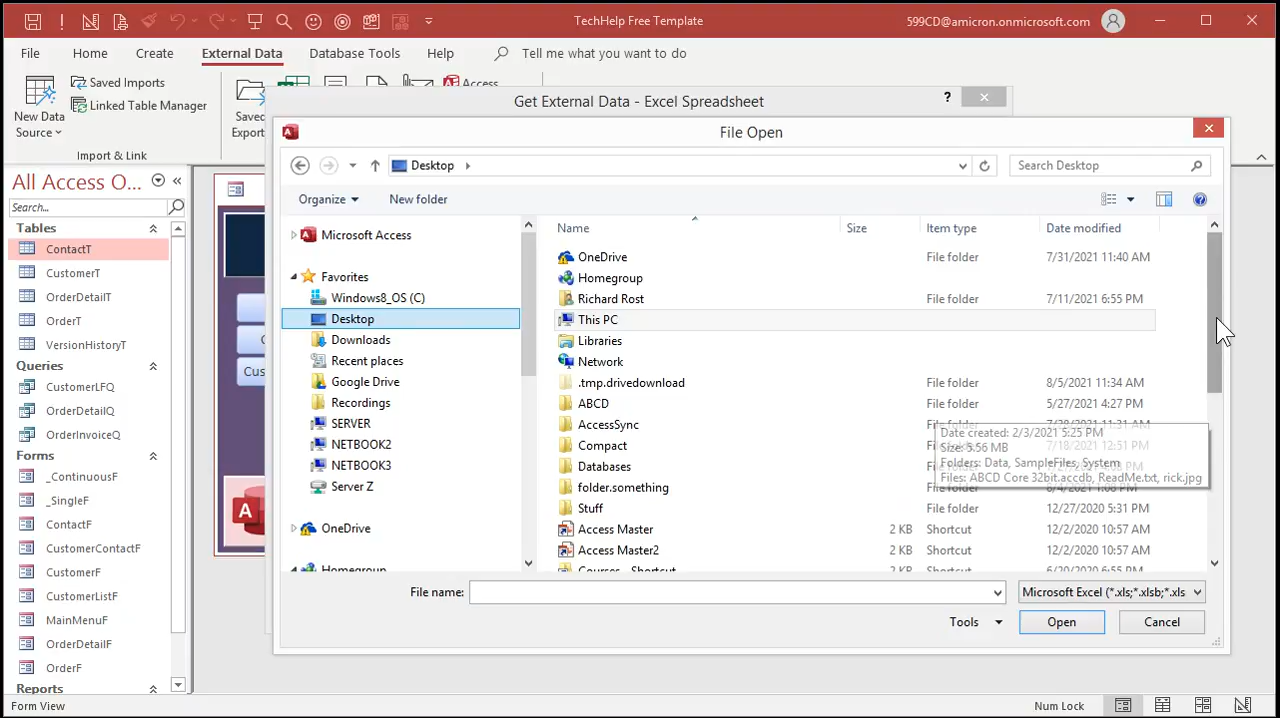 TechHelp Free Template
599CD@amicron.onmicrosoft.com
File
Home
Create
External Data
Database Tools
Help
Tell me what you want to do
New Data
Source
Saved Imports
Linked Table Manager
Import & Link
Saved
Export
Access
Get External Data - Excel Spreadsheet
?
All Access O...
Search...
Tables
ContactT
CustomerT
OrderDetailT
OrderT
VersionHistoryT
Queries
CustomerLFQ
OrderDetailQ
OrderInvoiceQ
Forms
_ContinuousF
_SingleF
ContactF
CustomerContactF
CustomerF
CustomerListF
MainMenuF
OrderDetailF
OrderF
Reports
Cus
A
File Open
Desktop
Search Desktop
Organize
New folder
Microsoft Access
Favorites
Windows8_OS (C)
Desktop
Downloads
Recent places
Google Drive
Recordings
SERVER
NETBOOK2
NETBOOK3
Server Z
OneDrive
Homegroup
Name Size Item type Date modified
OneDrive File folder 7/31/2021 11:40 AM
Homegroup
Richard Rost File folder 7/11/2021 6:55 PM
This PC
Libraries
Network
.tmp.drivedownload File folder 8/5/2021 11:34 AM
ABCD File folder 5/27/2021 4:27 PM
AccessSync
Compact
Databases
folder.something
Stuff File folder 12/27/2020 5:31 PM
Access Master 2 KB Shortcut 12/2/2020 10:57 AM
Access Master2 2 KB Shortcut 12/2/2020 10:57 AM
Date created: 2/3/2021 5:25 PM
Size: 5.56 MB
Folders: Data, SampleFiles, System
Files: ABCD Core 32bit.accdb, ReadMe.txt, rick.jpg
File name:
Microsoft Excel (*.xls;*.xlsb;*.xls
Tools
Open
Cancel
Form View
Num Lock